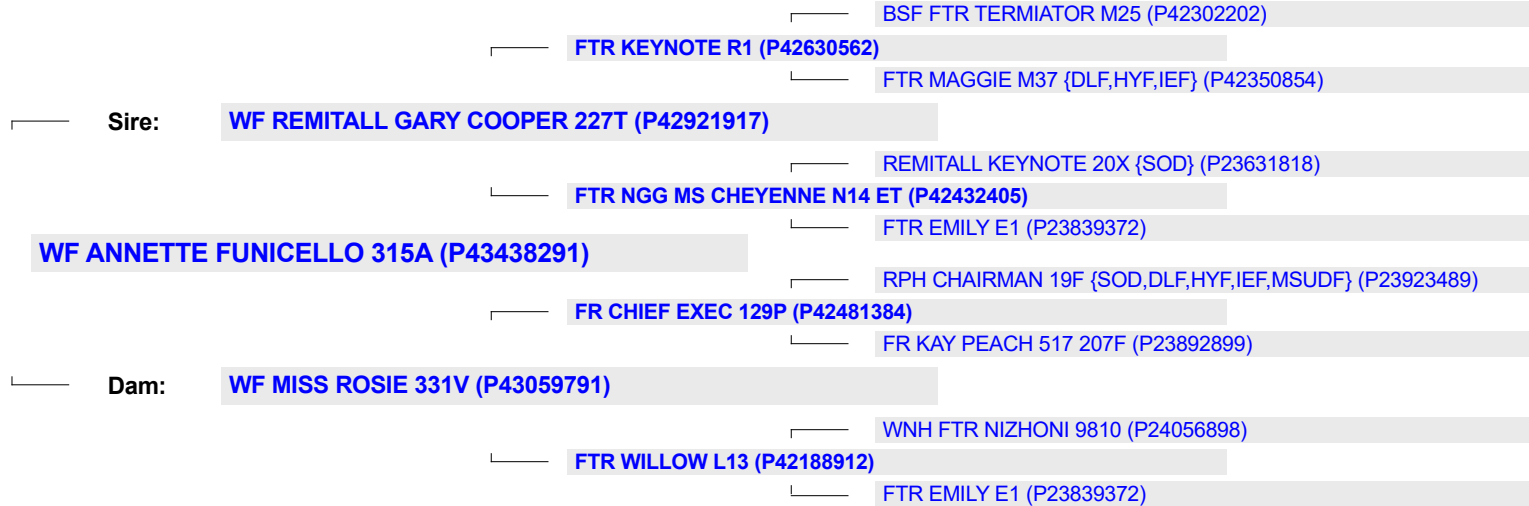 BSF FTR TERMIATOR M25 (P42302202)
FTR KEYNOTE R1 (P42630562)
FTR MAGGIE M37 {DLF,HYF,IEF} (P42350854)
Sire: WF REMITALL GARY COOPER 227T (P42921917)
REMITALL KEYNOTE 20X {SOD} (P23631818)
FTR NGG MS CHEYENNE N14 ET (P42432405)
FTR EMILY E1 (P23839372)
WF ANNETTE FUNICELLO 315A (P43438291)
RPH CHAIRMAN 19F {SOD,DLF,HYF,IEF,MSUDF} (P23923489)
FR CHIEF EXEC 129P (P42481384)
FR KAY PEACH 517 207F (P23892899)
Dam: WF MISS ROSIE 331V (P43059791)
WNH FTR NIZHONI 9810 (P24056898)
FTR WILLOW L13 (P42188912)
FTR EMILY E1 (P23839372)